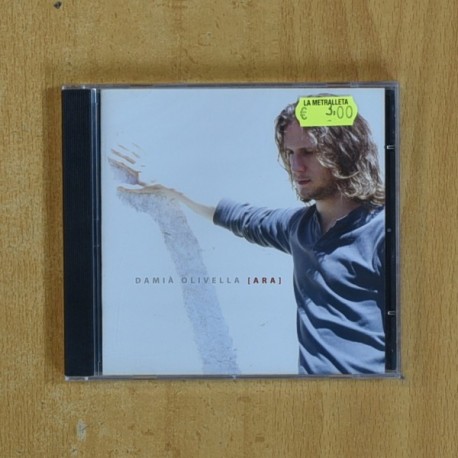 LA METRALLETA
€ 3.00
DAMIÀ OLIVELLA [ARA]